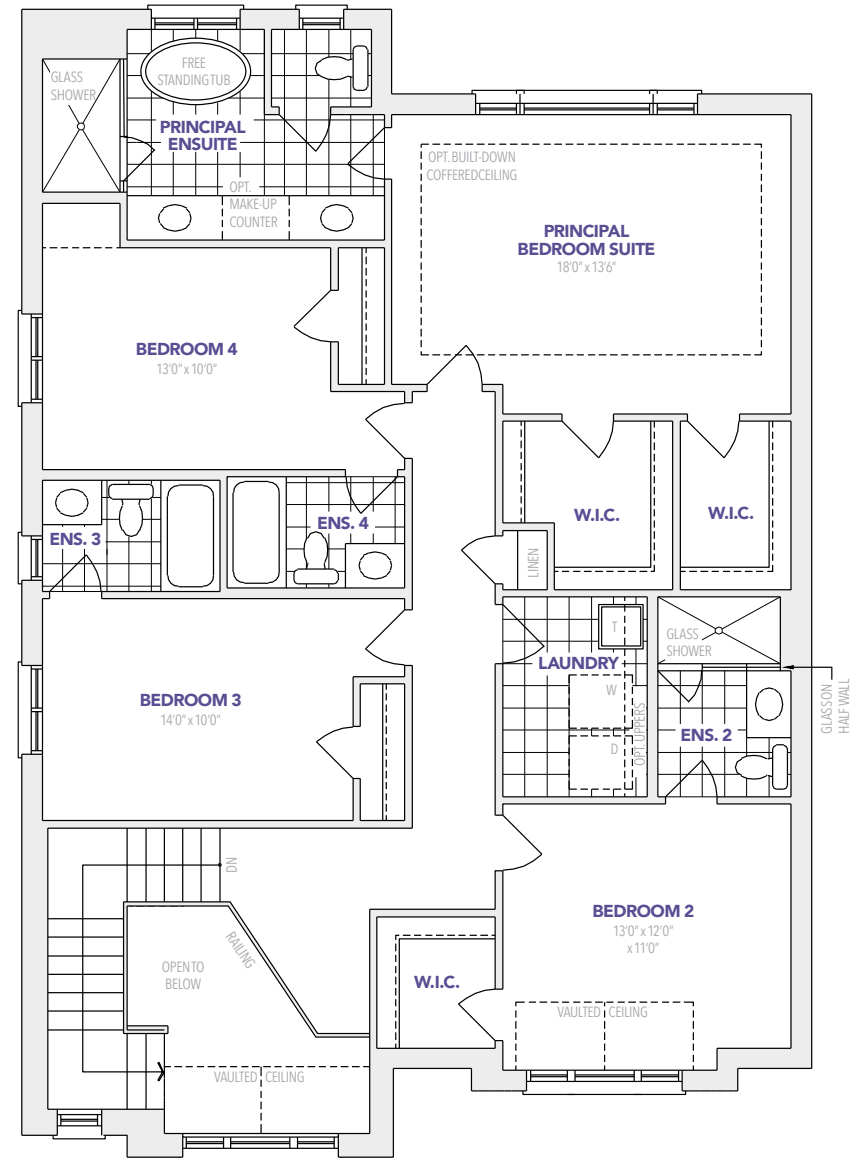 FREE
STANDING TUB
GLASS
SHOWER
PRINCIPAL
ENSUITE
OPT.
MAKE-UP
COUNTER
OPT. BUILT-DOWN
COFFEREDCEILING
PRINCIPAL
BEDROOM SUITE
18'0" x 13'6"
BEDROOM 4
13'0" x 10'0"
W.I.C.
W.I.C.
ENS. 3
ENS. 4
LINEN
T
GLASS
SHOWER
LAUNDRY
W
D
OPT. UPPERS
ENS. 2
GLASS ON
HALF WALL
BEDROOM 3
14'0" x 10'0"
DN
RAILING
OPEN TO
BELOW
BEDROOM 2
13'0" x 12'0"
x 11'0"
W.I.C.
VAULTED CEILING
VAULTED CEILING